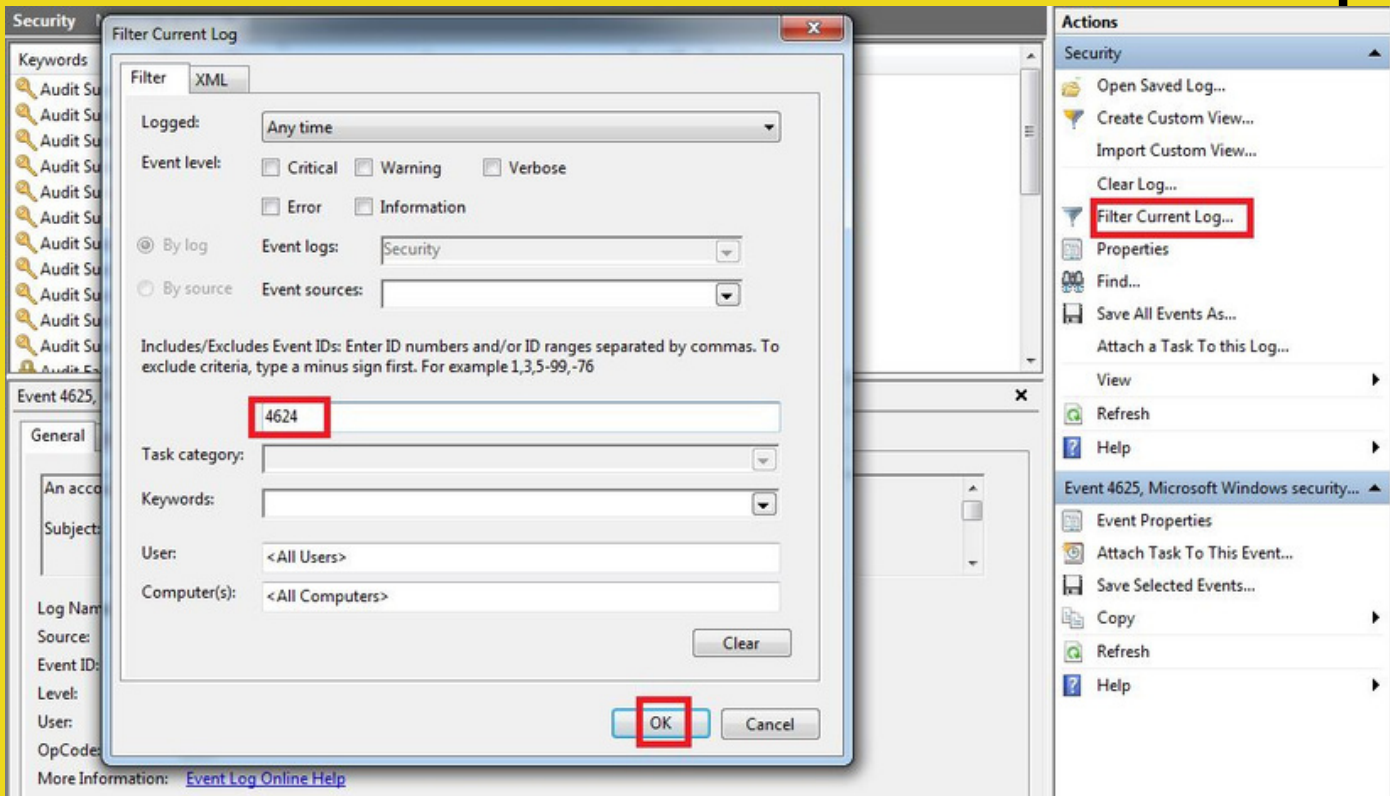 Security
Keywords
Audit Su
Audit Su
Audit Su
Audit Su
Audit Su
Audit Su
Audit Su
Audit Su
Audit Su
Audit Su
Audit Su
Event 4625,
General
An acco
Subject:
Log Nam
Source:
Event ID:
Level:
User:
OpCode:
More Information: Event Log Online Help
Filter Current Log
x
Filter XML
Logged: Any time
Event level: Critical Warning Verbose
Error Information
By log Event logs: Security
By source Event sources:
Includes/Excludes Event IDs: Enter ID numbers and/or ID ranges separated by commas. To
exclude criteria, type a minus sign first. For example 1,3,5-99,-76
4624
Task category:
Keywords:
User: <All Users>
Computer(s): <All Computers>
Clear
OK Cancel
Actions
Security
Open Saved Log...
Create Custom View...
Import Custom View...
Clear Log...
Filter Current Log...
Properties
Find...
Save All Events As...
Attach a Task To this Log...
View
Refresh
Help
Event 4625, Microsoft Windows security...
Event Properties
Attach Task To This Event...
Save Selected Events...
Copy
Refresh
Help